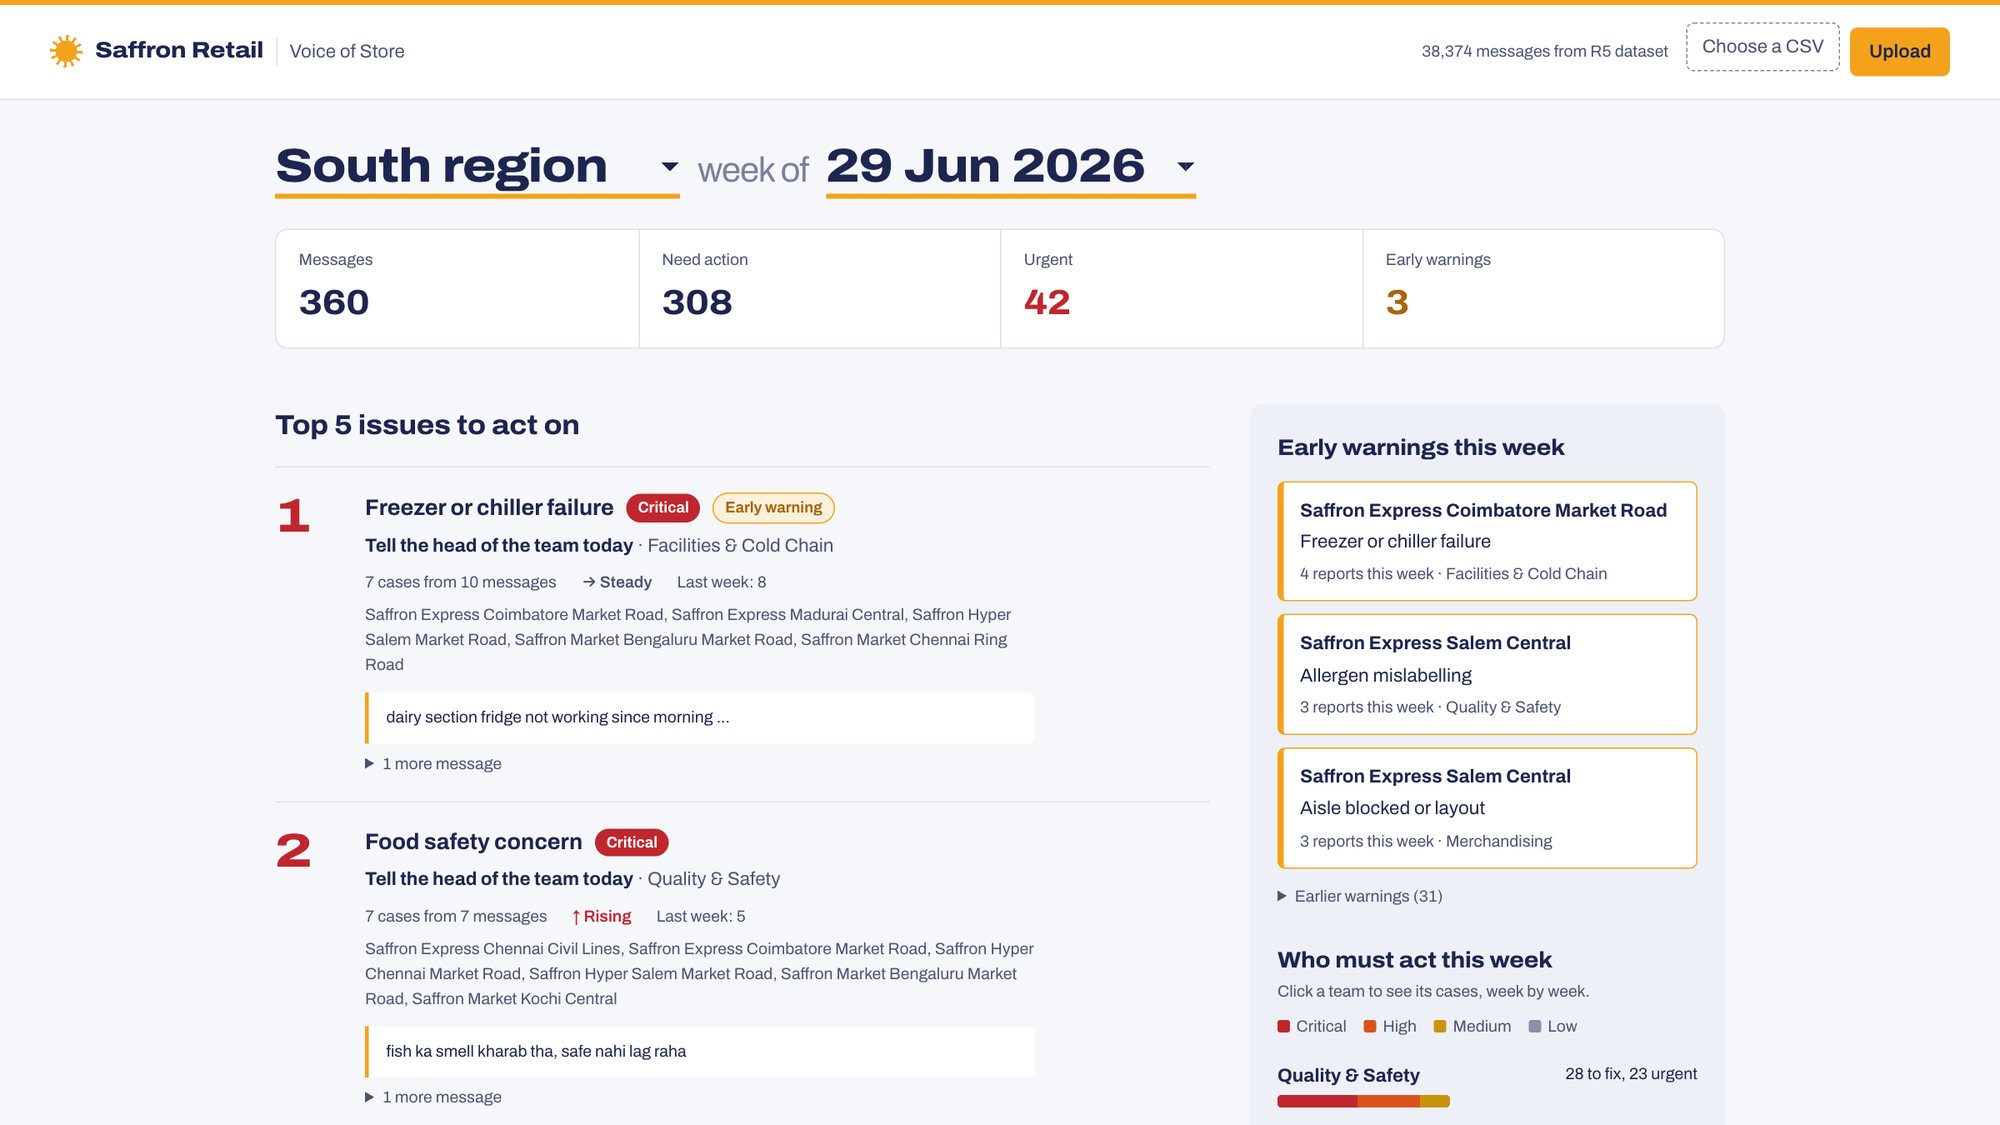 Saffron Retail
Voice of Store
38,374 messages from R5 dataset
Choose a CSV
Upload
South region week of 29 Jun 2026
Messages
360
Need action
308
Urgent
42
Early warnings
3
Top 5 issues to act on
1
Freezer or chiller failure Critical Early warning
Tell the head of the team today · Facilities & Cold Chain
7 cases from 10 messages → Steady Last week: 8
Saffron Express Coimbatore Market Road, Saffron Express Madurai Central, Saffron Hyper
Salem Market Road, Saffron Market Bengaluru Market Road, Saffron Market Chennai Ring
Road
dairy section fridge not working since morning ...
▶ 1 more message
2
Food safety concern Critical
Tell the head of the team today · Quality & Safety
7 cases from 7 messages ↑ Rising Last week: 5
Saffron Express Chennai Civil Lines, Saffron Express Coimbatore Market Road, Saffron Hyper
Chennai Market Road, Saffron Hyper Salem Market Road, Saffron Market Bengaluru Market
Road, Saffron Market Kochi Central
fish ka smell kharab tha, safe nahi lag raha
▶ 1 more message
Early warnings this week
Saffron Express Coimbatore Market Road
Freezer or chiller failure
4 reports this week · Facilities & Cold Chain
Saffron Express Salem Central
Allergen mislabelling
3 reports this week · Quality & Safety
Saffron Express Salem Central
Aisle blocked or layout
3 reports this week · Merchandising
▶ Earlier warnings (31)
Who must act this week
Click a team to see its cases, week by week.
Critical High Medium Low
Quality & Safety 28 to fix, 23 urgent